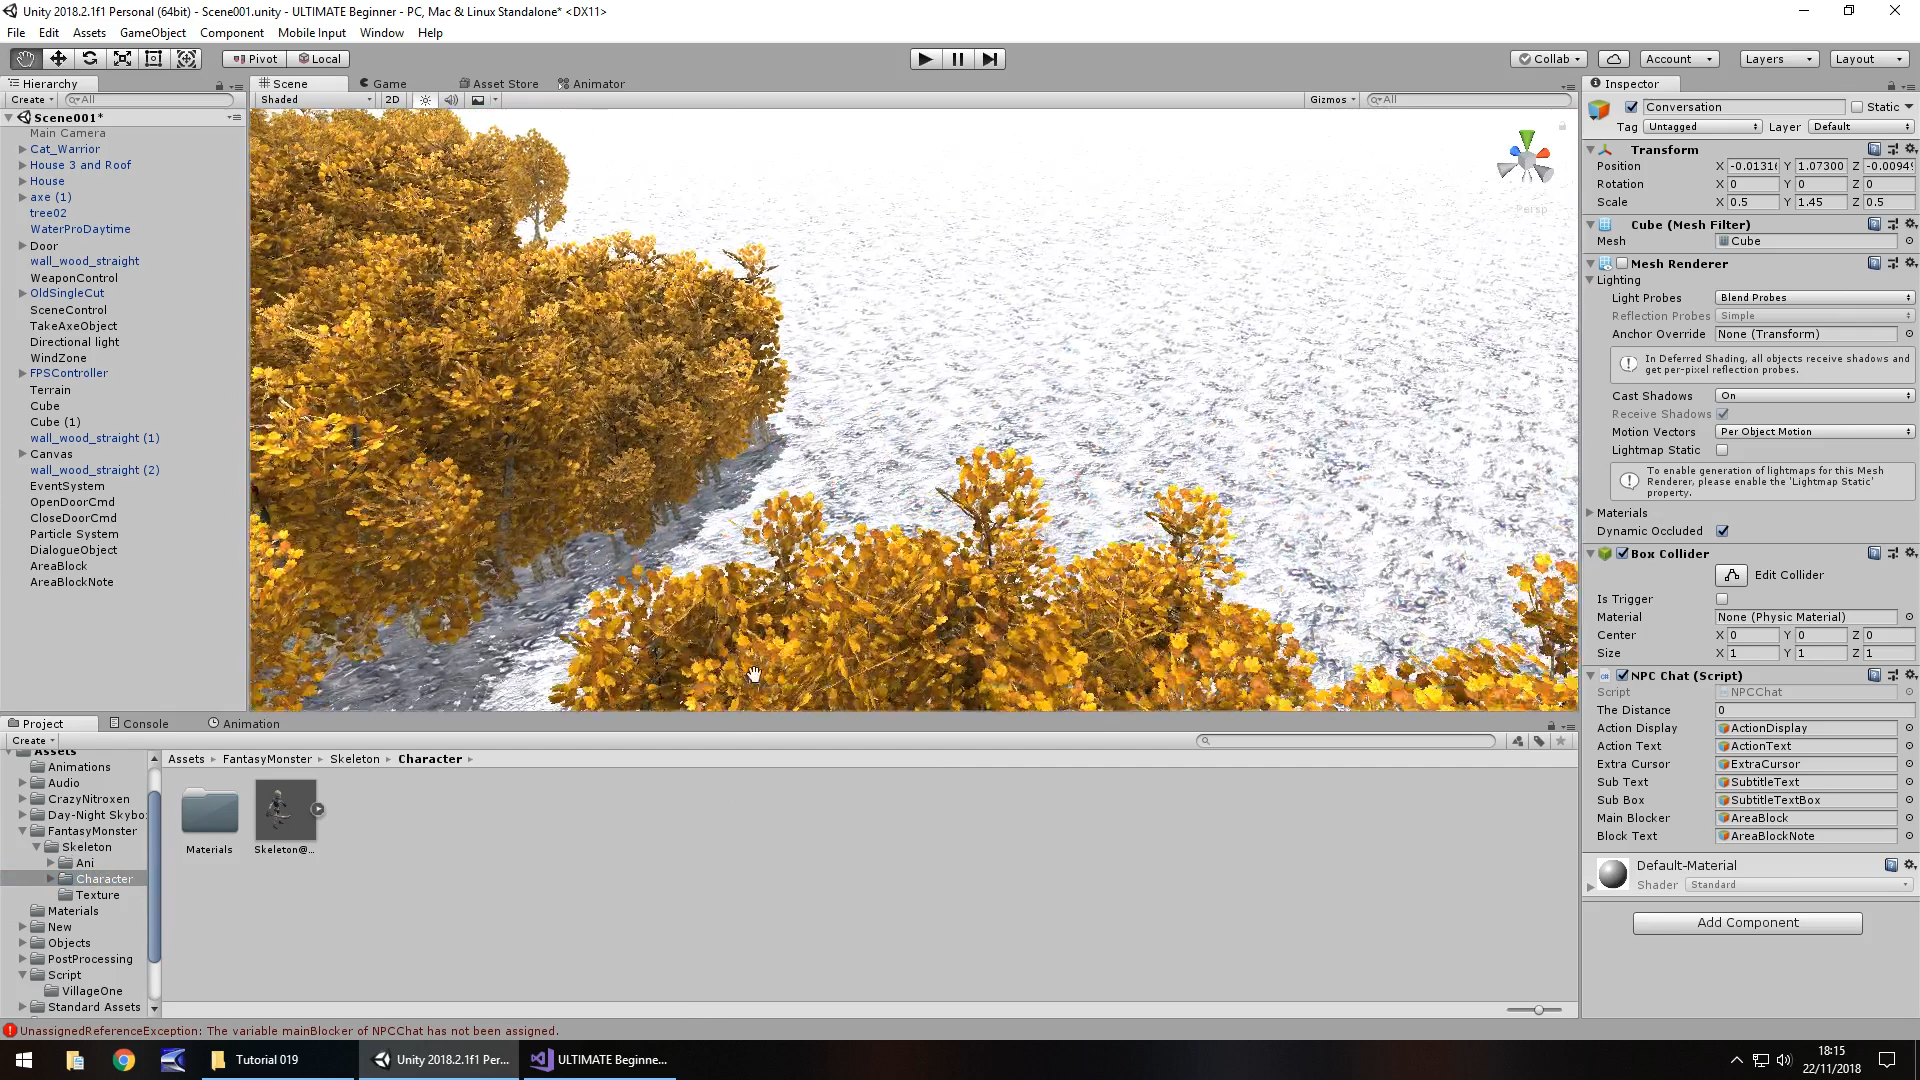 Unity 2018.2.1f1 Personal (64bit) - Scene001.unity - ULTIMATE Beginner - PC, Mac & Linux Standalone* <DX11>
File Edit Assets GameObject Component Mobile Input Window Help
Pivot Local Collab Account Layers Layout
Hierarchy
Create All
Scene001*
Main Camera
Cat_Warrior
House 3 and Roof
House
axe (1)
tree02
WaterProDaytime
Door
wall_wood_straight
WeaponControl
OldSingleCut
SceneControl
TakeAxeObject
Directional light
WindZone
FPSController
Terrain
Cube
Cube (1)
wall_wood_straight (1)
Canvas
wall_wood_straight (2)
EventSystem
OpenDoorCmd
CloseDoorCmd
Particle System
DialogueObject
AreaBlock
AreaBlockNote
Scene Game Asset Store Animator
Shaded 2D Gizmos All
Persp
Inspector
Conversation Static
Tag Untagged Layer Default
Transform
Position X -0.0131 Y 1.07300 Z -0.0094
Rotation X 0 Y 0 Z 0
Scale X 0.5 Y 1.45 Z 0.5
Cube (Mesh Filter)
Mesh Cube
Mesh Renderer
Lighting
Light Probes Blend Probes
Reflection Probes Simple
Anchor Override None (Transform)
In Deferred Shading, all objects receive shadows and
get per-pixel reflection probes.
Cast Shadows On
Receive Shadows
Motion Vectors Per Object Motion
Lightmap Static
To enable generation of lightmaps for this Mesh
Renderer, please enable the 'Lightmap Static'
property.
Materials
Dynamic Occluded
Box Collider
Edit Collider
Is Trigger
Material None (Physic Material)
Center X 0 Y 0 Z 0
Size X 1 Y 1 Z 1
NPC Chat (Script)
Script NPCChat
The Distance 0
Action Display ActionDisplay
Action Text ActionText
Extra Cursor ExtraCursor
Sub Text SubtitleText
Sub Box SubtitleTextBox
Main Blocker AreaBlock
Block Text AreaBlockNote
Default-Material
Shader Standard
Add Component
Project Console Animation
Create
Assets
Animations
Audio
CrazyNitroxen
Day-Night Skybo
FantasyMonster
Skeleton
Ani
Character
Texture
Materials
New
Objects
PostProcessing
Script
VillageOne
Standard Assets
Assets FantasyMonster Skeleton Character
Materials Skeleton@...
UnassignedReferenceException: The variable mainBlocker of NPCChat has not been assigned.
Tutorial 019 Unity 2018.2.1f1 Per... ULTIMATE Beginne...
18:15
22/11/2018